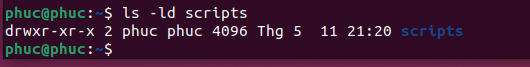 phuc@phuc:~$ ls -ld scripts
drwxr-xr-x 2 phuc phuc 4096 Thg 5  11 21:20 scripts
phuc@phuc:~$